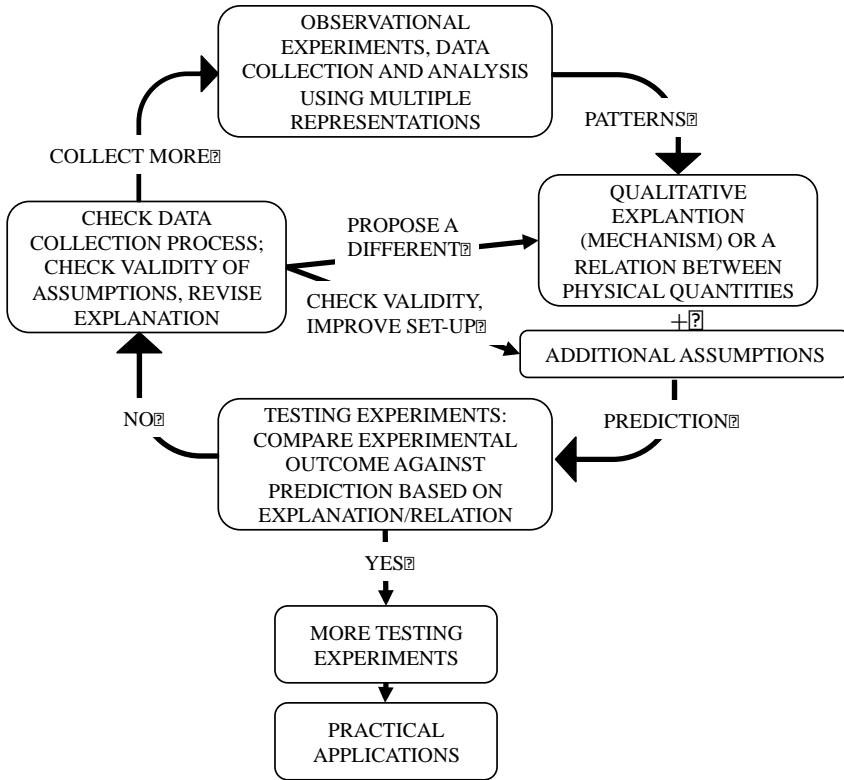 OBSERVATIONAL
EXPERIMENTS, DATA
COLLECTION AND ANALYSIS
USING MULTIPLE
REPRESENTATIONS
PATTERNS
COLLECT MORE
QUALITATIVE
EXPLANTION
(MECHANISM) OR A
RELATION BETWEEN
PHYSICAL QUANTITIES
CHECK DATA
COLLECTION PROCESS;
CHECK VALIDITY OF
ASSUMPTIONS, REVISE
EXPLANATION
PROPOSE A
DIFFERENT
CHECK VALIDITY,
IMPROVE SET-UP
+
ADDITIONAL ASSUMPTIONS
PREDICTION
NO
TESTING EXPERIMENTS:
COMPARE EXPERIMENTAL
OUTCOME AGAINST
PREDICTION BASED ON
EXPLANATION/RELATION
YES
MORE TESTING
EXPERIMENTS
PRACTICAL
APPLICATIONS